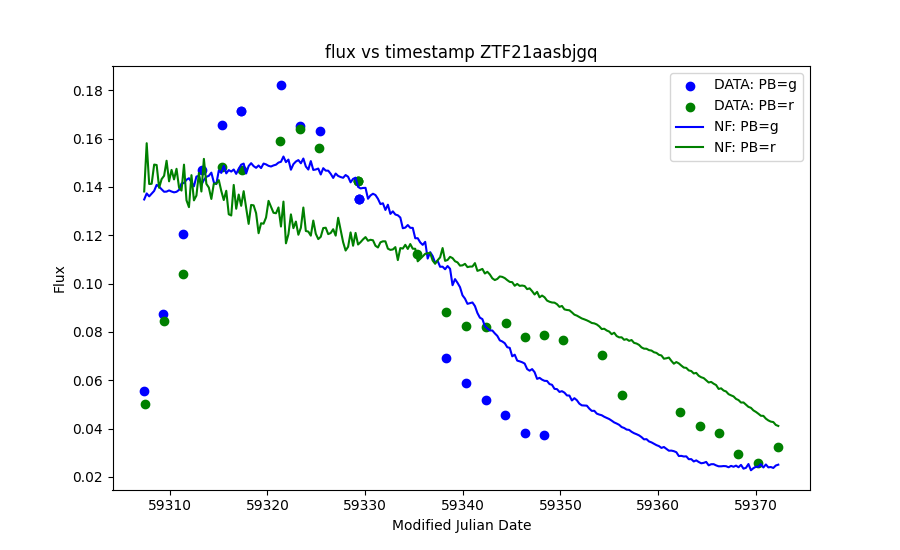 flux vs timestamp ZTF21aasbjgq
DATA: PB=g
DATA: PB=r
NF: PB=g
NF: PB=r
Flux
0.18
0.16
0.14
0.12
0.10
0.08
0.06
0.04
0.02
59310 59320 59330 59340 59350 59360 59370
Modified Julian Date